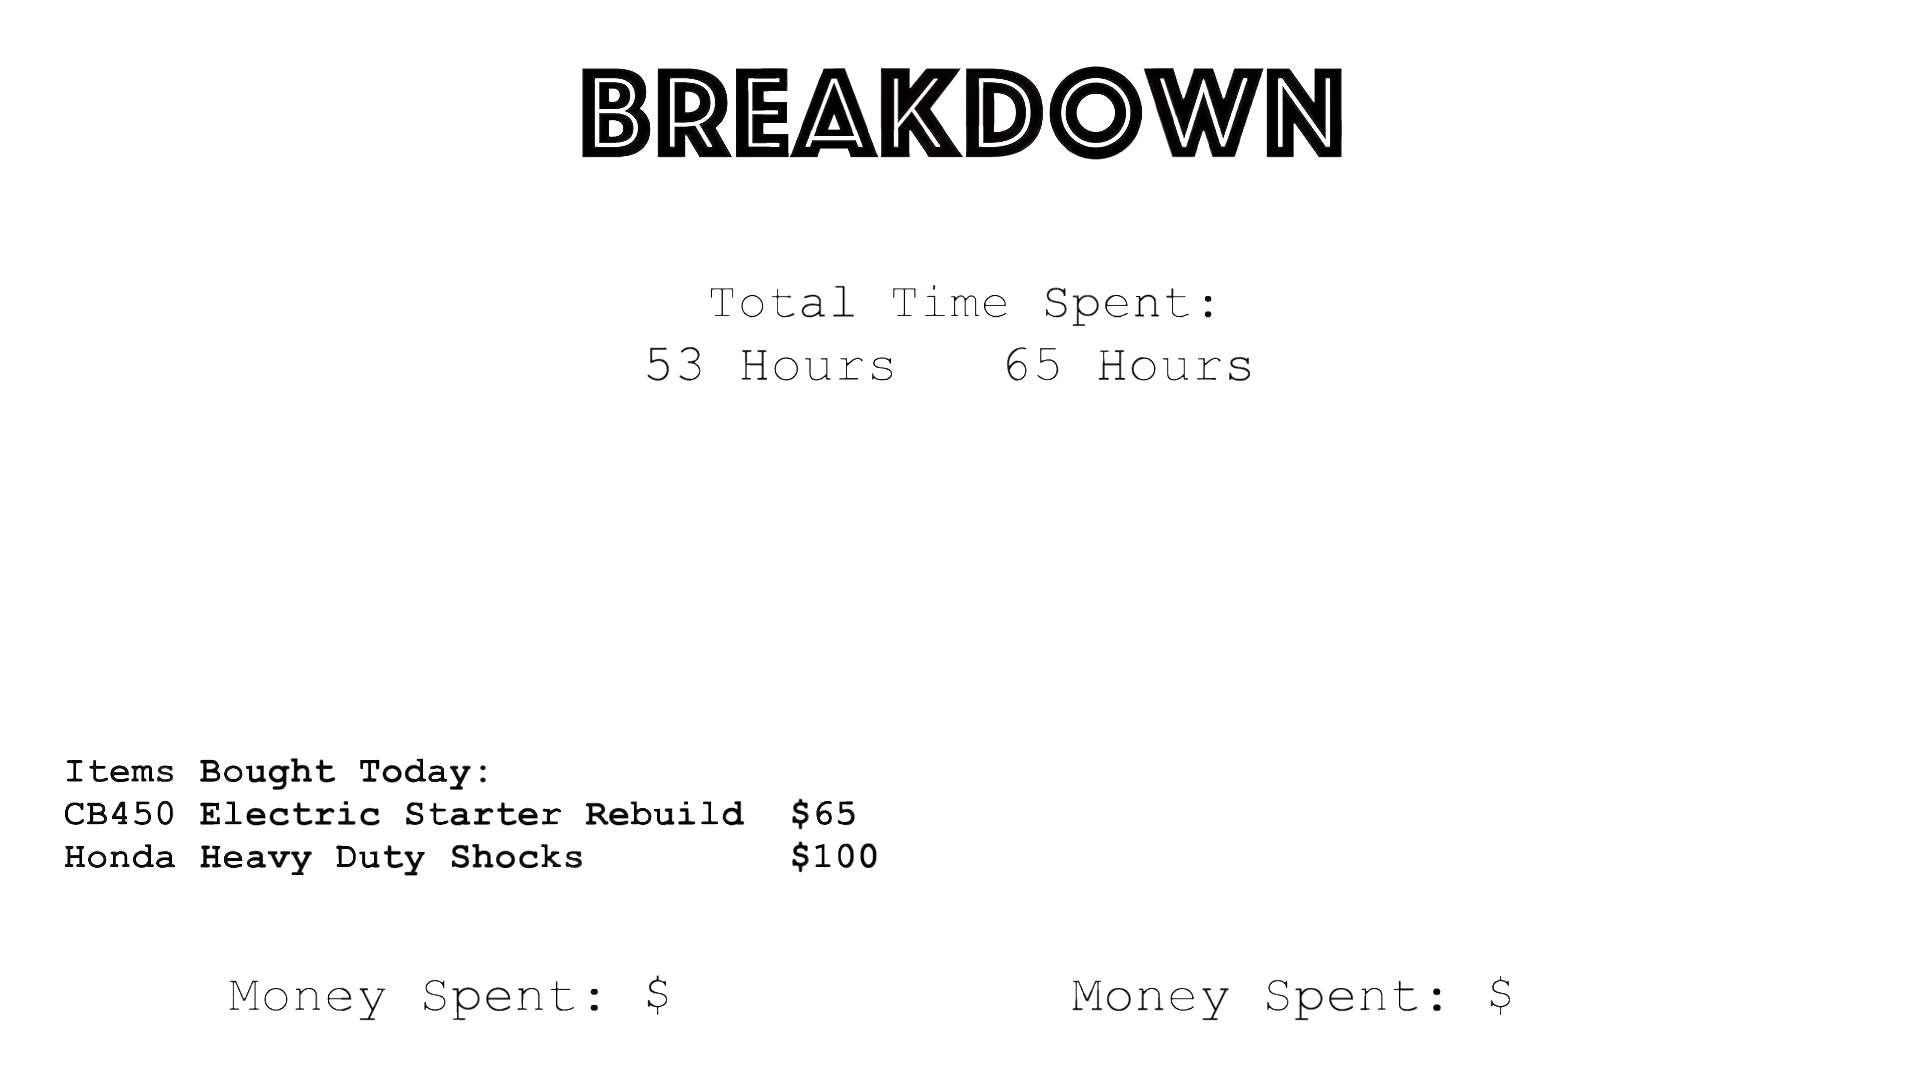 BREAKDOWN
Total Time Spent:
53 Hours 65 Hours
Items Bought Today:
CB450 Electric Starter Rebuild $65
Honda Heavy Duty Shocks $100
Money Spent: $ Money Spent: $